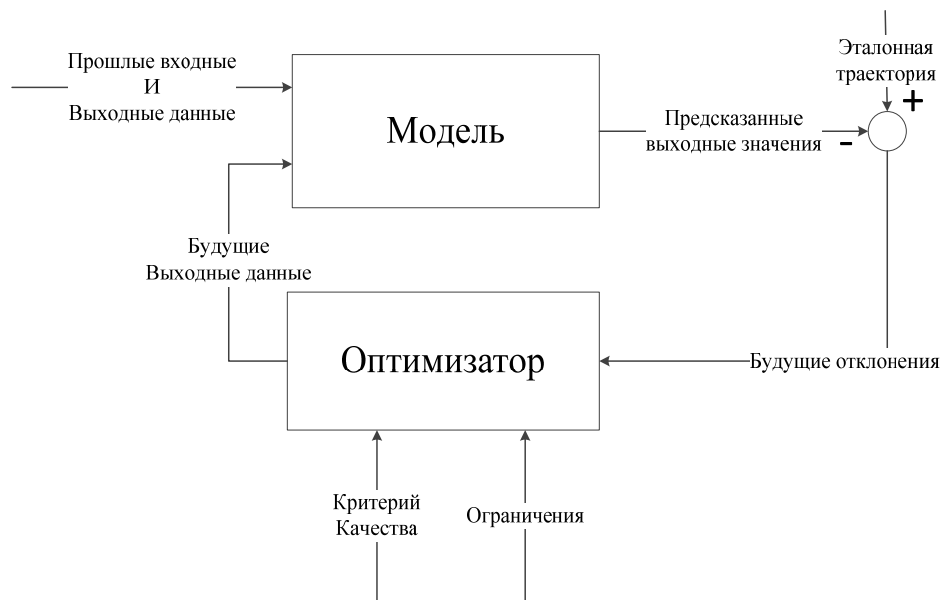 Прошлые входные
И
Выходные данные
Модель
Предсказанные
выходные значения
Эталонная
траектория
+
-
Будущие
Выходные данные
Оптимизатор
Будущие отклонения
Критерий
Качества
Ограничения